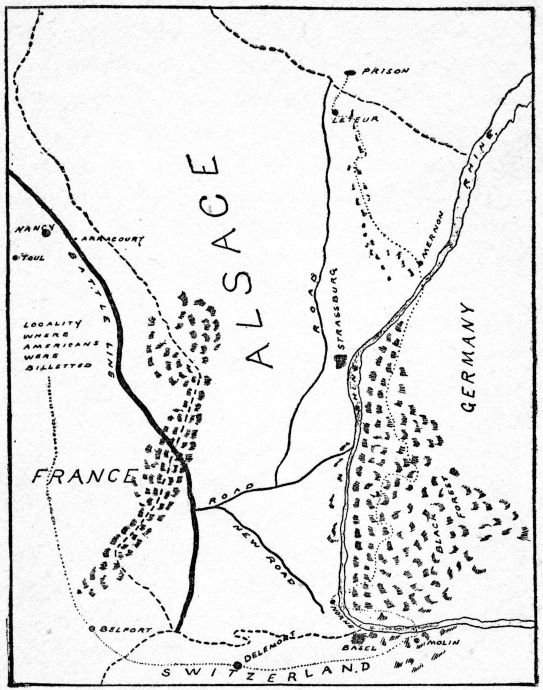 PRISON
LETEUR
RHINE
ALSACE
NANCY
ARRACOURT
TOUL
MERNON
BATTLE LINE
ROAD
STRASSBURG
LOCALITY
WHERE
AMERICANS
WERE
BILLETTED
GERMANY
RHINE
FRANCE
ROAD
NEW ROAD
BLACK FOREST
BELFORT
BASEL
MOLIN
DELEMONT
SWITZERLAND